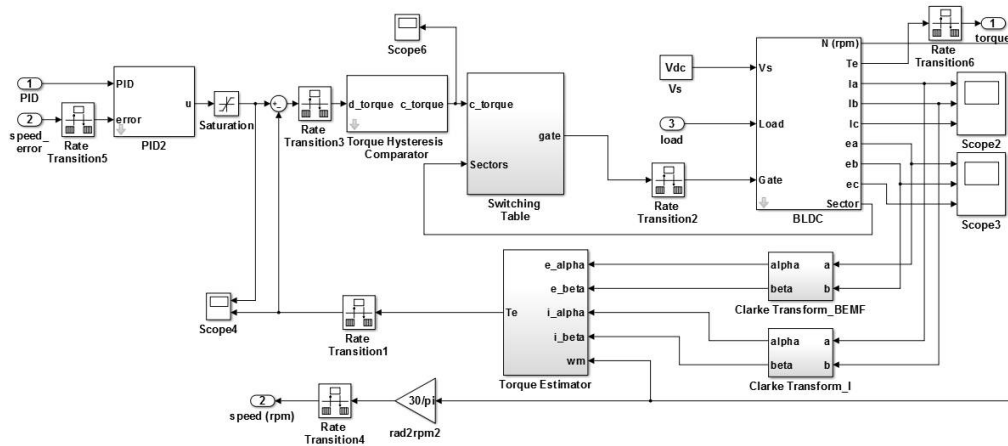 1
PID
2
speed_
error
Rate
Transition5
PID
error
u
PID2
Saturation
+
-
Rate
Transition3
d_torque
c_torque
Torque Hysteresis
Comparator
Scope6
c_torque
Sectors
gate
Switching
Table
Rate
Transition2
Vdc
Vs
3
load
Vs
Load
Gate
N (rpm)
Te
Ia
Ib
Ic
ea
eb
ec
Sector
BLDC
Rate
Transition6
1
torque
Scope2
Scope3
alpha
beta
a
b
Clarke Transform_BEMF
alpha
beta
a
b
Clarke Transform_I
e_alpha
e_beta
i_alpha
i_beta
wm
Te
Torque Estimator
Rate
Transition1
Scope4
2
speed (rpm)
Rate
Transition4
30/pi
rad2rpm2